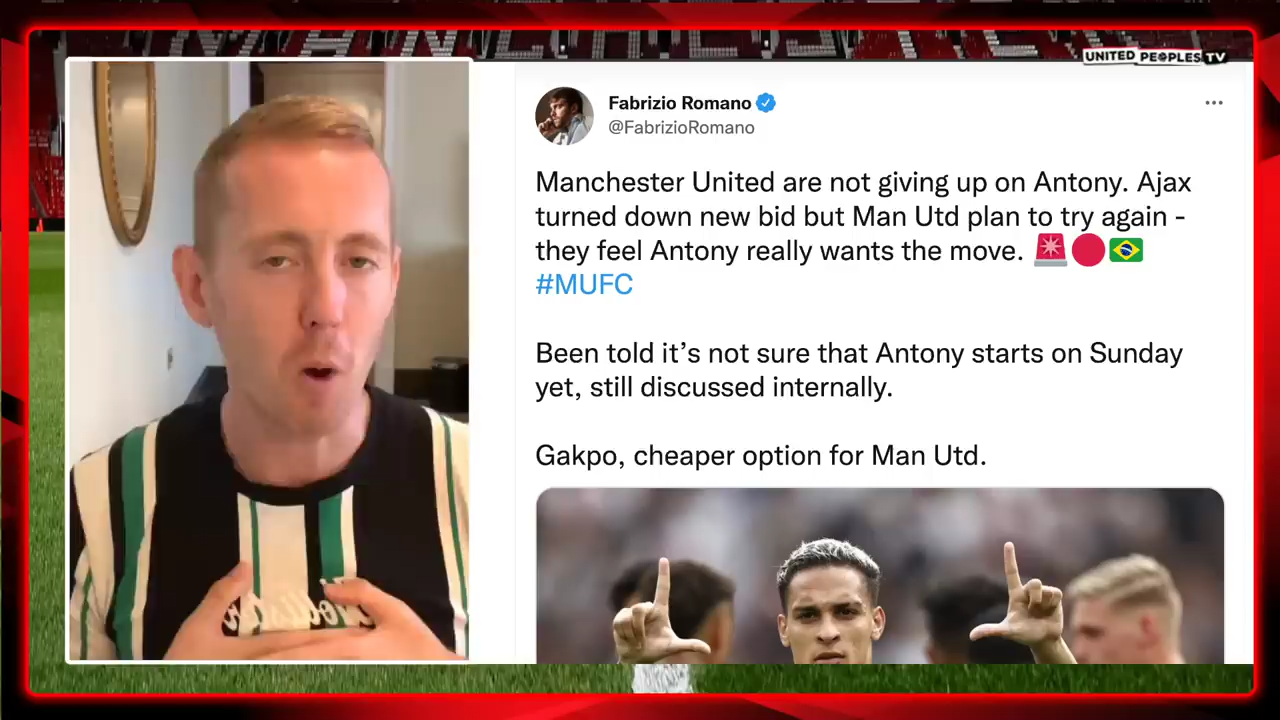 UNITED PEOPLES TV
Fabrizio Romano
@FabrizioRomano
Manchester United are not giving up on Antony. Ajax
turned down new bid but Man Utd plan to try again -
they feel Antony really wants the move. 🚨🔴🇧🇷
#MUFC
Been told it’s not sure that Antony starts on Sunday
yet, still discussed internally.
Gakpo, cheaper option for Man Utd.